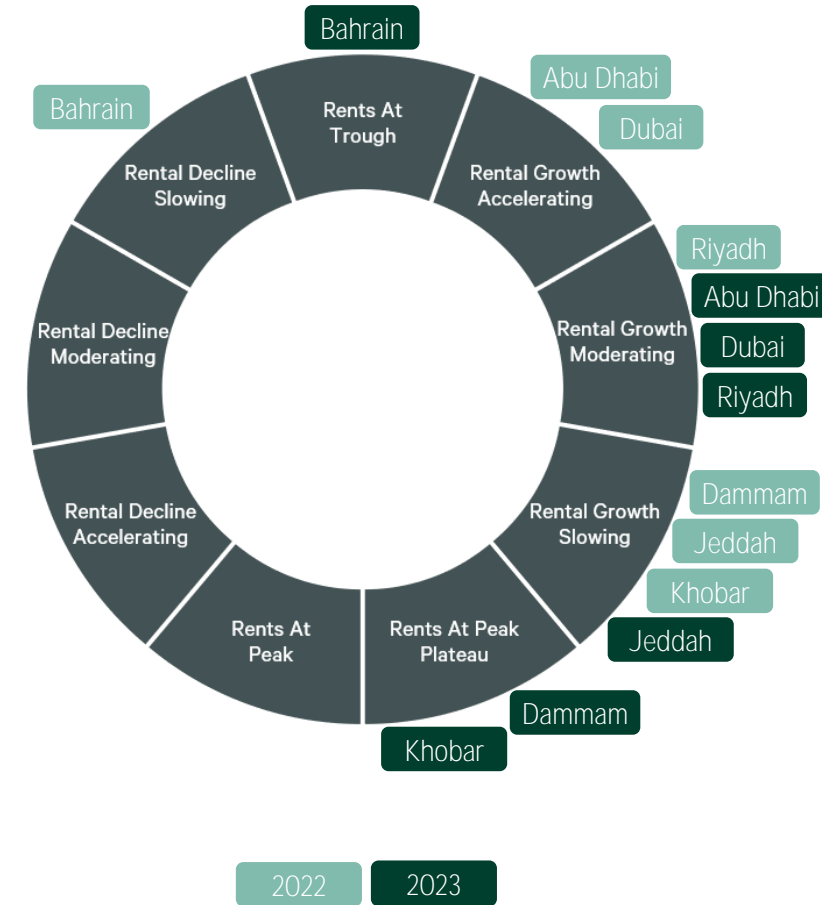 Bahrain
Abu Dhabi
Bahrain
Dubai
Rents At
Trough
Rental Decline
Slowing
Rental Growth
Accelerating
Riyadh
Abu Dhabi
Rental Decline
Moderating
Rental Growth
Moderating
Dubai
Riyadh
Dammam
Rental Decline
Accelerating
Rental Growth
Slowing
Jeddah
Khobar
Rents At
Peak
Rents At Peak
Plateau
Jeddah
Dammam
Khobar
2022
2023